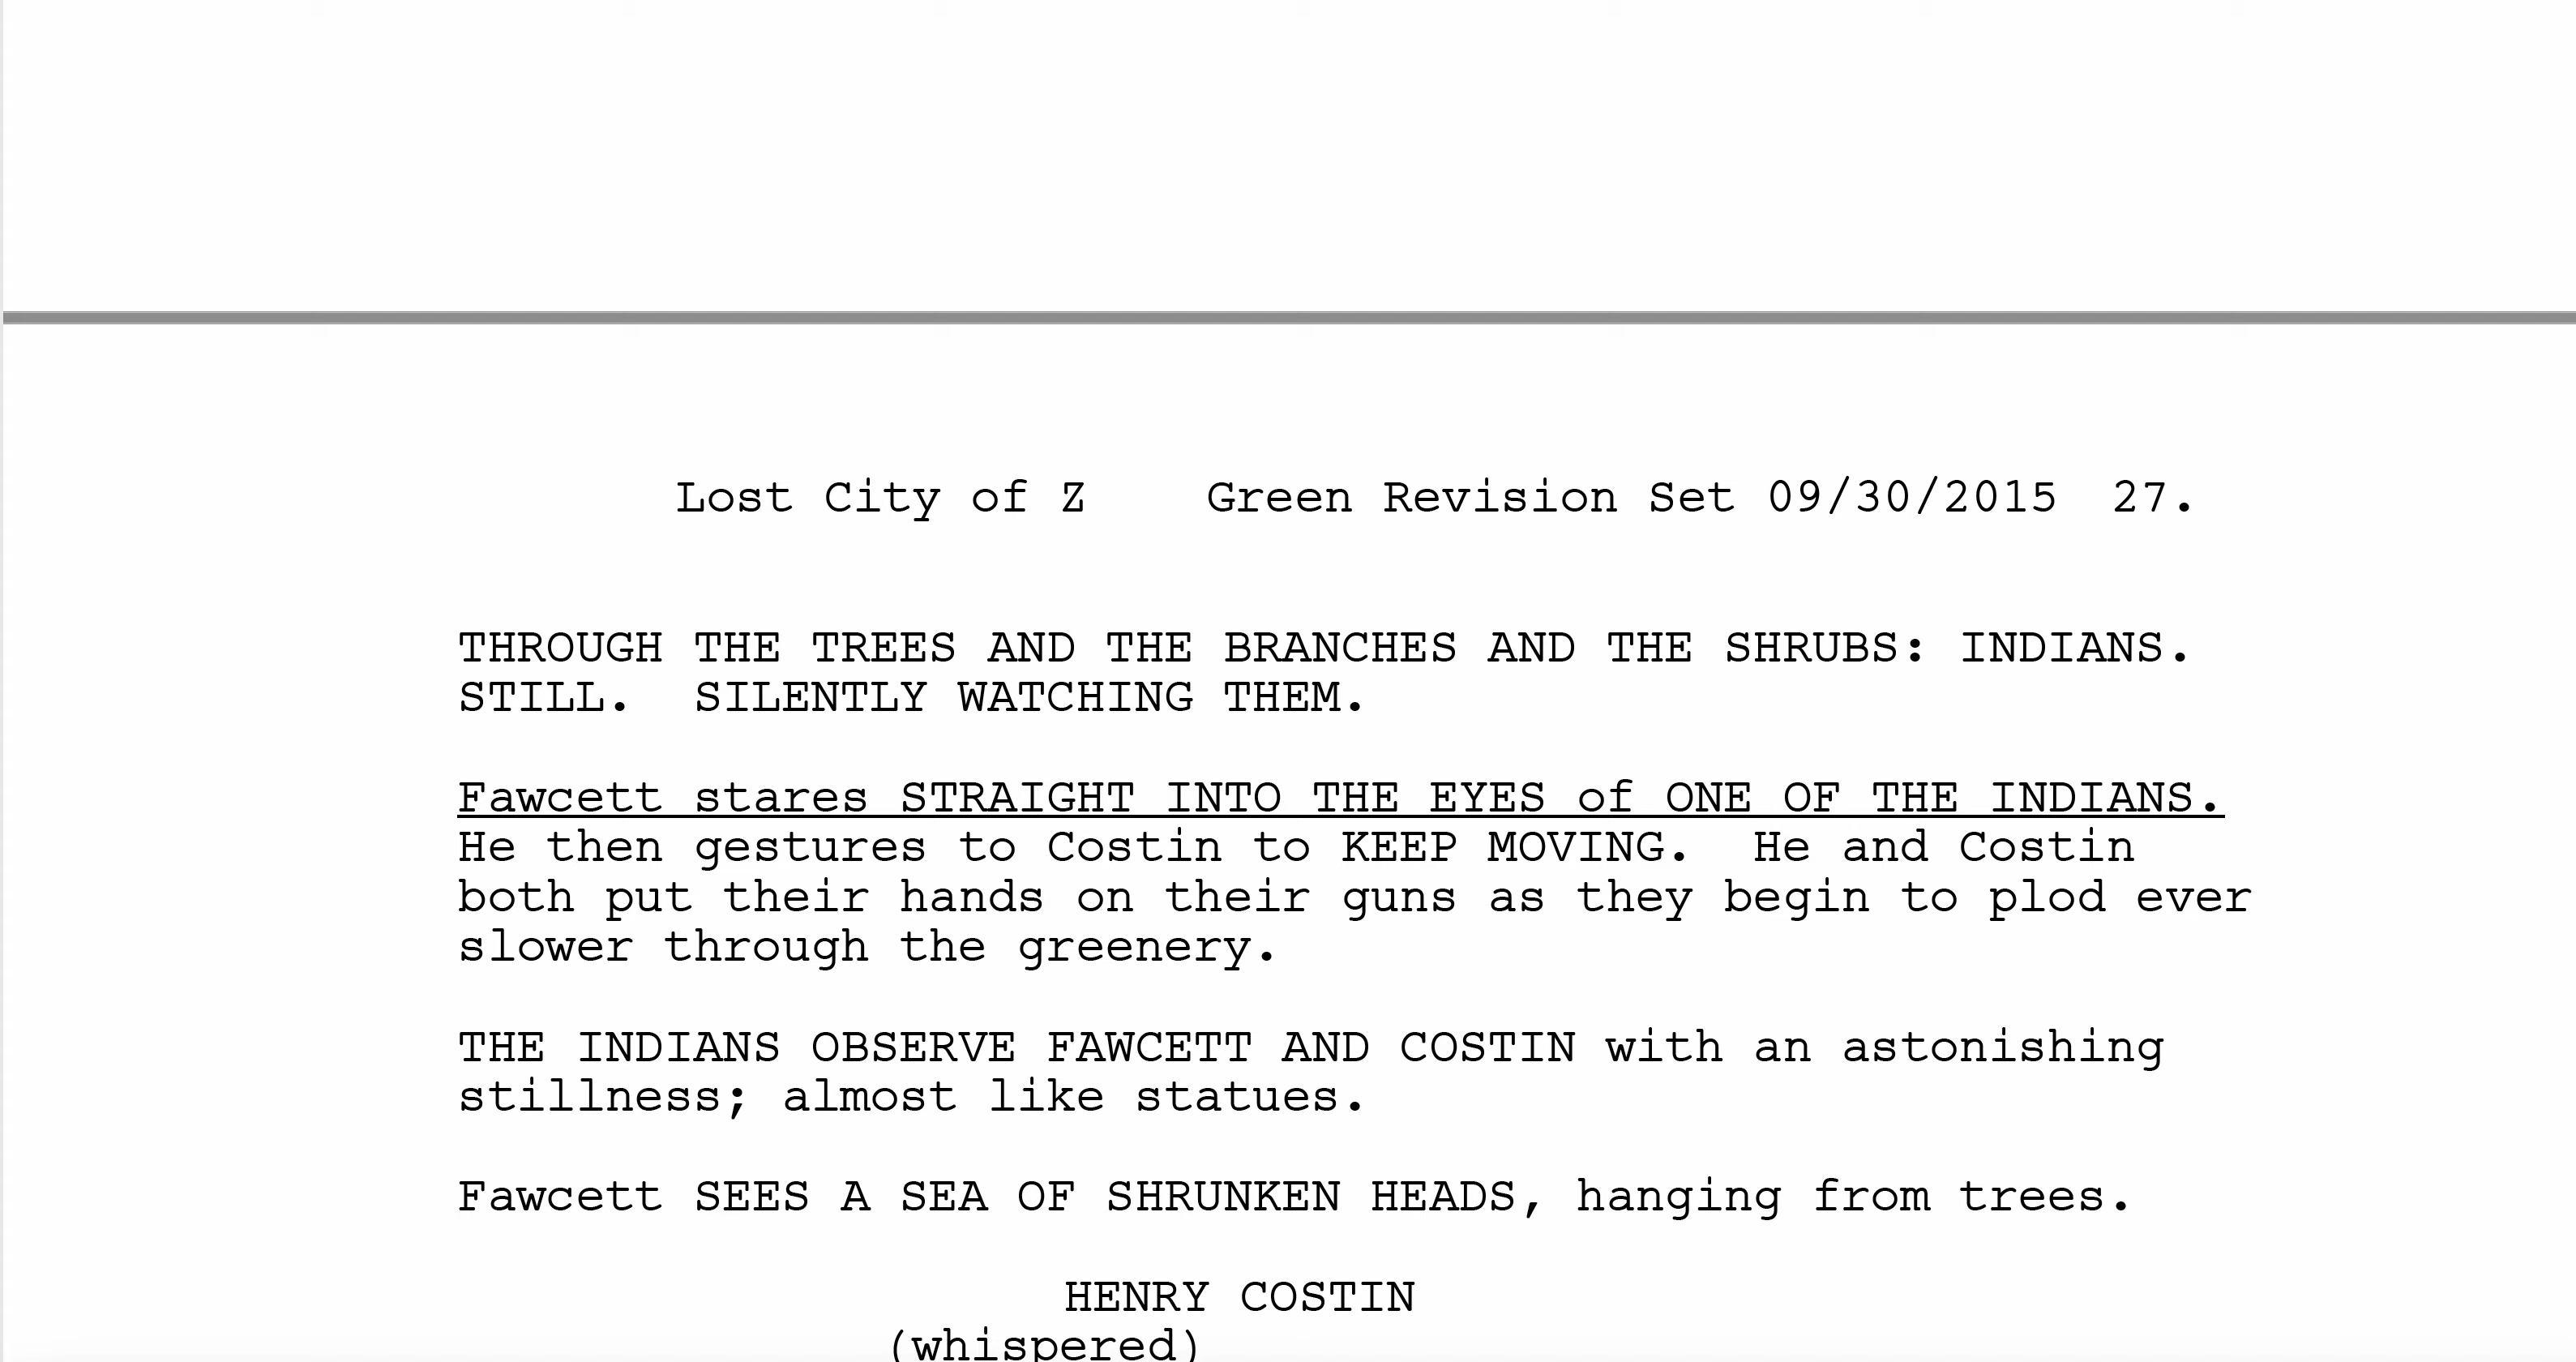 Lost City of Z    Green Revision Set 09/30/2015  27.
THROUGH THE TREES AND THE BRANCHES AND THE SHRUBS: INDIANS.
STILL.  SILENTLY WATCHING THEM.
Fawcett stares STRAIGHT INTO THE EYES of ONE OF THE INDIANS.
He then gestures to Costin to KEEP MOVING.  He and Costin
both put their hands on their guns as they begin to plod ever
slower through the greenery.
THE INDIANS OBSERVE FAWCETT AND COSTIN with an astonishing
stillness; almost like statues.
Fawcett SEES A SEA OF SHRUNKEN HEADS, hanging from trees.
HENRY COSTIN
(whispered)